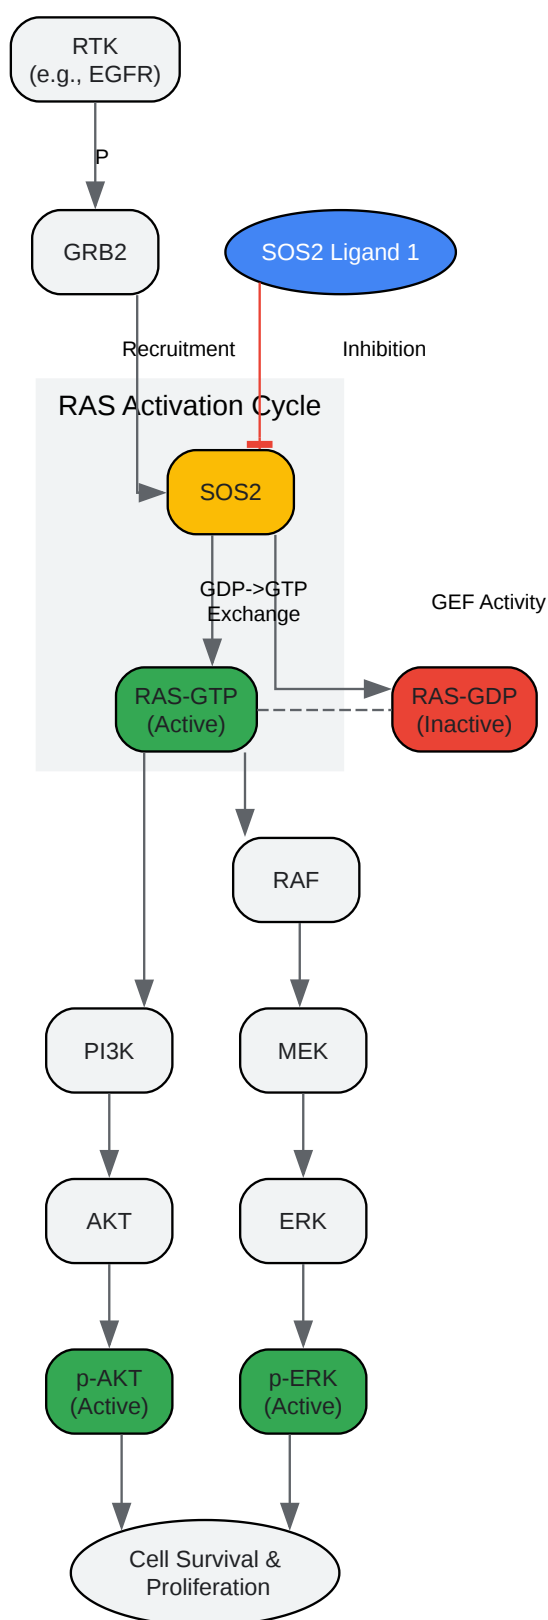 RTK
(e.g., EGFR)
P
GRB2
SOS2 Ligand 1
Recruitment
Inhibition
RAS Activation Cycle
SOS2
GDP->GTP
Exchange
GEF Activity
RAS-GTP
(Active)
RAS-GDP
(Inactive)
RAF
PI3K
MEK
AKT
ERK
p-AKT
(Active)
p-ERK
(Active)
Cell Survival &
Proliferation